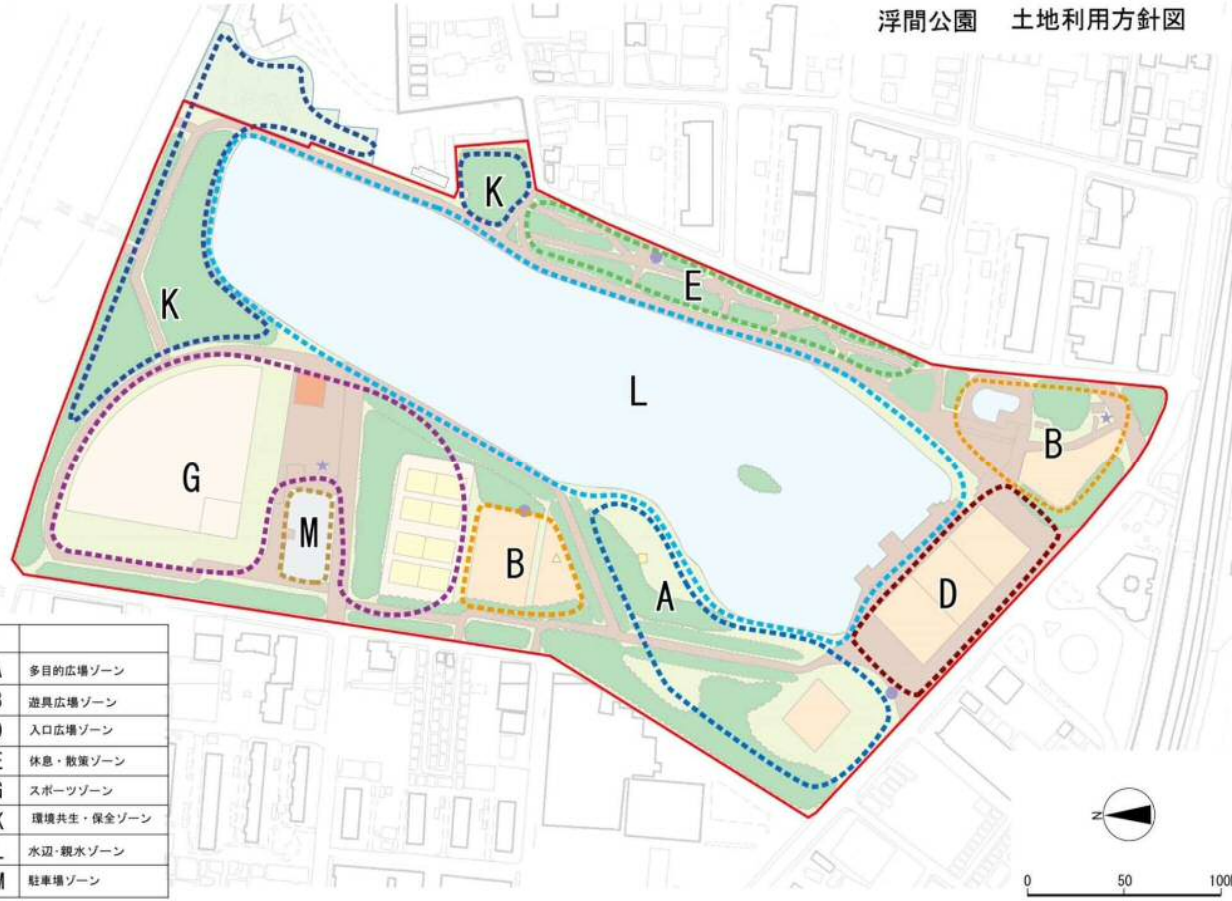 浮間公園 土地利用方針図
K
K
E
L
B
G
M
B
A
D
A 多目的広場ゾーン
B 遊具広場ゾーン
D 入口広場ゾーン
E 休息・散策ゾーン
G スポーツゾーン
K 環境共生・保全ゾーン
L 水辺・親水ゾーン
M 駐車場ゾーン
N
0 50 100